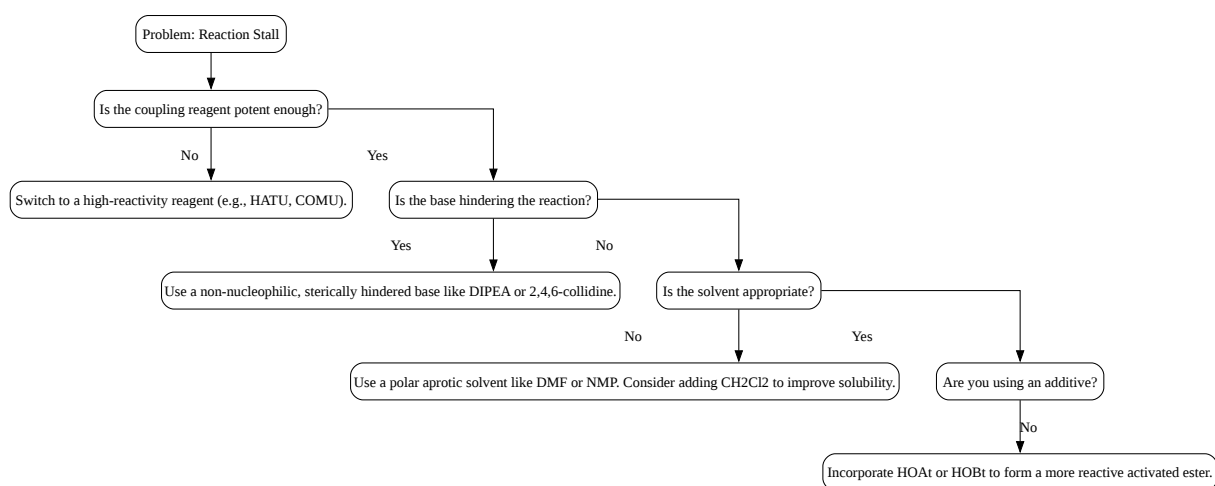 Problem: Reaction Stall
Is the coupling reagent potent enough?
No
Yes
Switch to a high-reactivity reagent (e.g., HATU, COMU).
Is the base hindering the reaction?
Yes
No
Use a non-nucleophilic, sterically hindered base like DIPEA or 2,4,6-collidine.
Is the solvent appropriate?
No
Yes
Use a polar aprotic solvent like DMF or NMP. Consider adding CH2Cl2 to improve solubility.
Are you using an additive?
No
Incorporate HOAt or HOBt to form a more reactive activated ester.